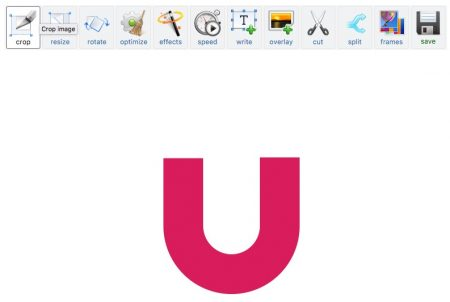 crop
Crop image
resize
rotate
optimize
effects
speed
write
overlay
cut
split
frames
save
T
U